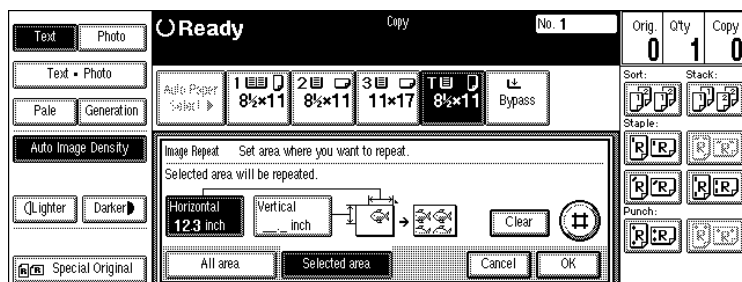 Text Photo
Text • Photo
Pale Generation
Auto Image Density
Lighter Darker
Special Original
Ready
Copy
No. 1
Auto Paper
Select ▶
1 8½×11
2 8½×11
3 11×17
T 8½×11
Bypass
Image Repeat Set area where you want to repeat.
Selected area will be repeated.
Horizontal
12.3 inch
Vertical
__.__ inch
Clear
#
All area Selected area Cancel OK
Orig. Q'ty Copy
0 1 0
Sort: Stack:
Staple:
Punch: